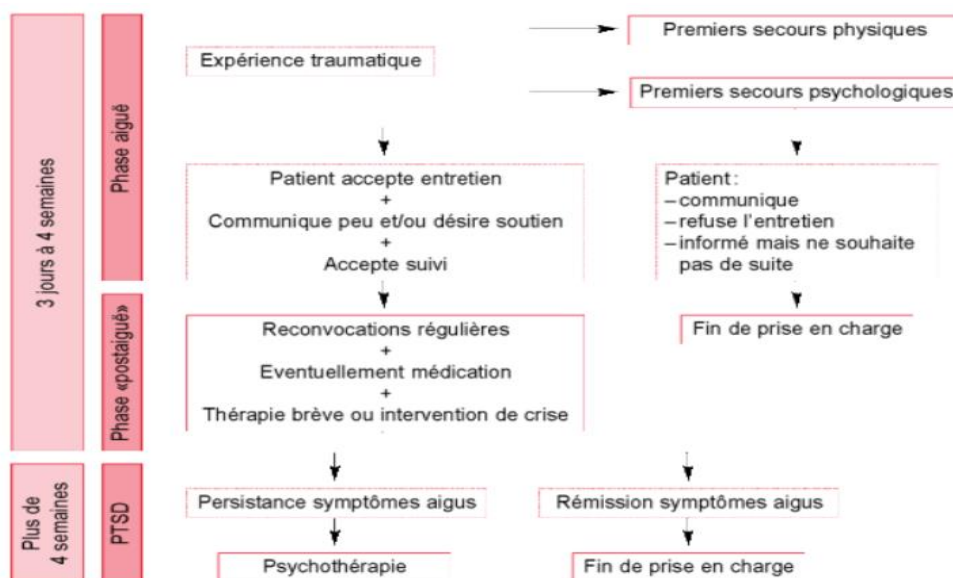 Premiers secours physiques
Expérience traumatique
Premiers secours psychologiques
3 jours à 4 semaines
Phase aiguë
Patient accepte entretien
+
Communique peu et/ou désire soutien
+
Accepte suivi
Patient :
– communique
– refuse l'entretien
– informé mais ne souhaite
pas de suite
Phase «postaiguë»
Reconvocations régulières
+
Eventuellement médication
+
Thérapie brève ou intervention de crise
Fin de prise en charge
Plus de
4 semaines
PTSD
Persistance symptômes aigus
Rémission symptômes aigus
Psychothérapie
Fin de prise en charge